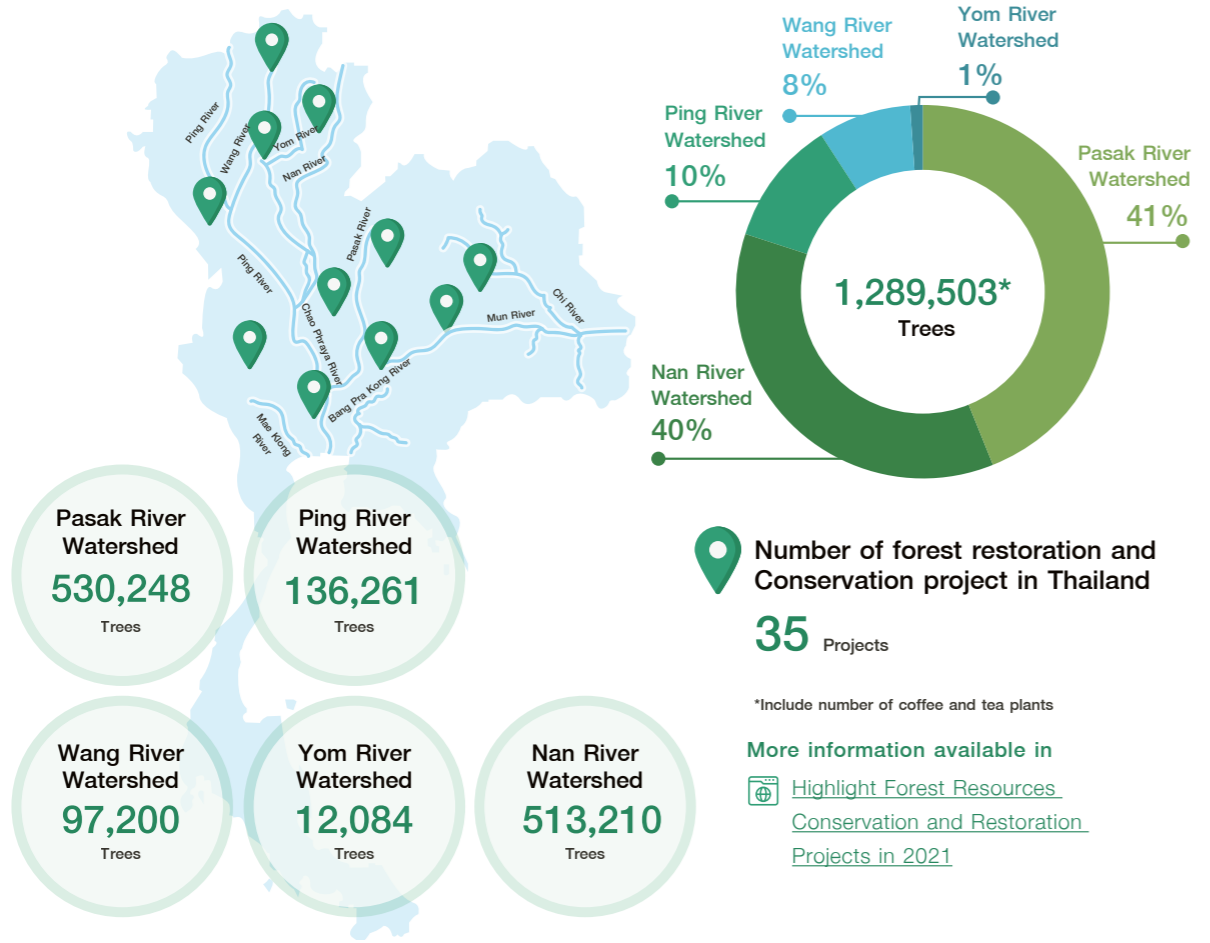 Ping River
Wang River
Yom River
Nan River
Pasak River
Ping River
Chao Phraya River
Chi River
Mun River
Bang Pra Kong River
Mae Klong
River
Wang River
Watershed
8%
Yom River
Watershed
1%
Ping River
Watershed
10%
Pasak River
Watershed
41%
1,289,503*
Trees
Nan River
Watershed
40%
Pasak River
Watershed
530,248
Trees
Ping River
Watershed
136,261
Trees
Wang River
Watershed
97,200
Trees
Yom River
Watershed
12,084
Trees
Nan River
Watershed
513,210
Trees
Number of forest restoration and
Conservation project in Thailand
35 Projects
*Include number of coffee and tea plants
More information available in
Highlight Forest Resources
Conservation and Restoration
Projects in 2021